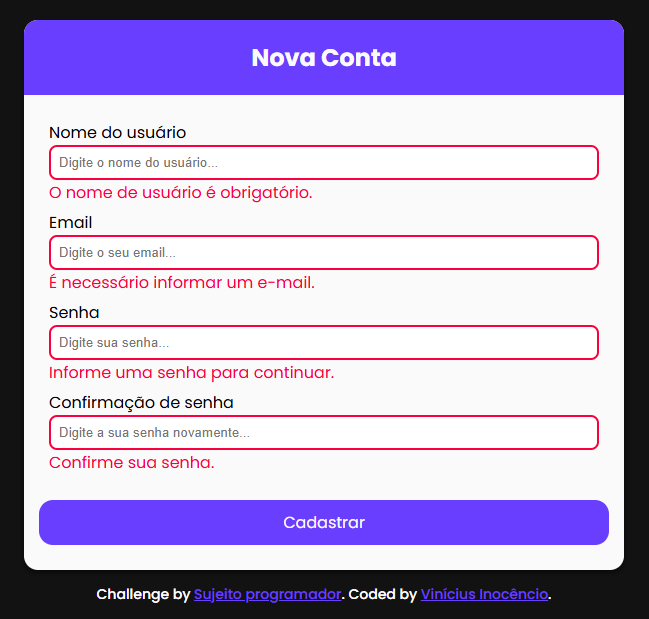 Nova Conta
Nome do usuário
Digite o nome do usuário...
O nome de usuário é obrigatório.
Email
Digite o seu email...
É necessário informar um e-mail.
Senha
Digite sua senha...
Informe uma senha para continuar.
Confirmação de senha
Digite a sua senha novamente...
Confirme sua senha.
Cadastrar
Challenge by Sujeito programador. Coded by Vinícius Inocêncio.